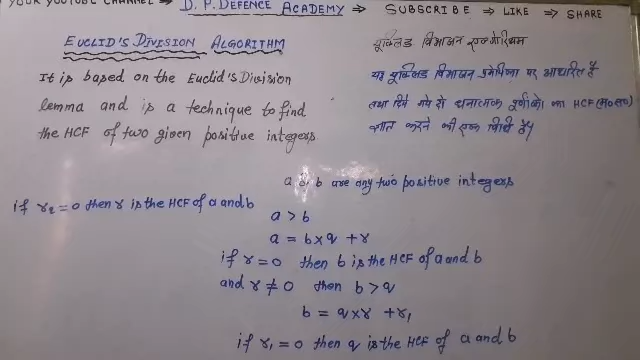 YOUR YOUTUBE CHANNEL ⇒ D. P. DEFENCE ACADEMY ⇒ SUBSCRIBE ⇒ LIKE ⇒ SHARE
EUCLID'S DIVISION ALGORITHM
It is based on the Euclid's Division
lemma and is a technique to find
the HCF of two given positive integers
यूक्लिड विभाजन एल्गोरिथम
यह यूक्लिड विभाजन प्रमेयिका पर आधारित है
तथा दिये गये दो धनात्मक पूर्णांको का HCF (म०स०)
ज्ञात करने की एक विधि है।
a & b are any two positive integers
if r₂ = 0 then r is the HCF of a and b
a > b
a = b × q + r
if r = 0 then b is the HCF of a and b
and r ≠ 0 then b > q
b = q × r + r₁
if r₁ = 0 then q is the HCF of a and b